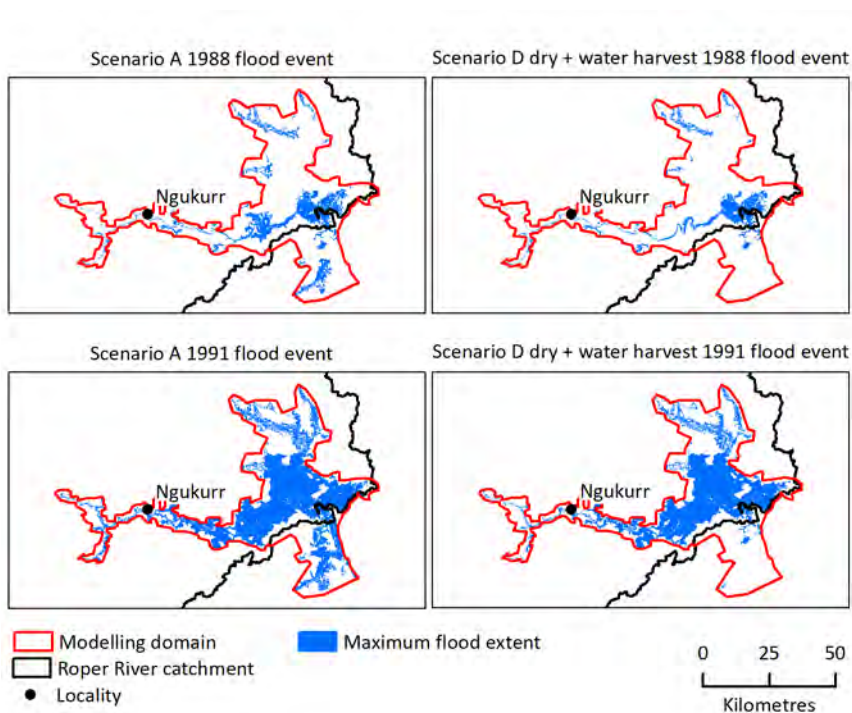 Scenario A 1988 flood event
Scenario D dry + water harvest 1988 flood event
Ngukurr
Ngukurr
Scenario A 1991 flood event
Scenario D dry + water harvest 1991 flood event
Ngukurr
Ngukurr
Modelling domain
Maximum flood extent
Roper River catchment
Locality
0 25 50
Kilometres